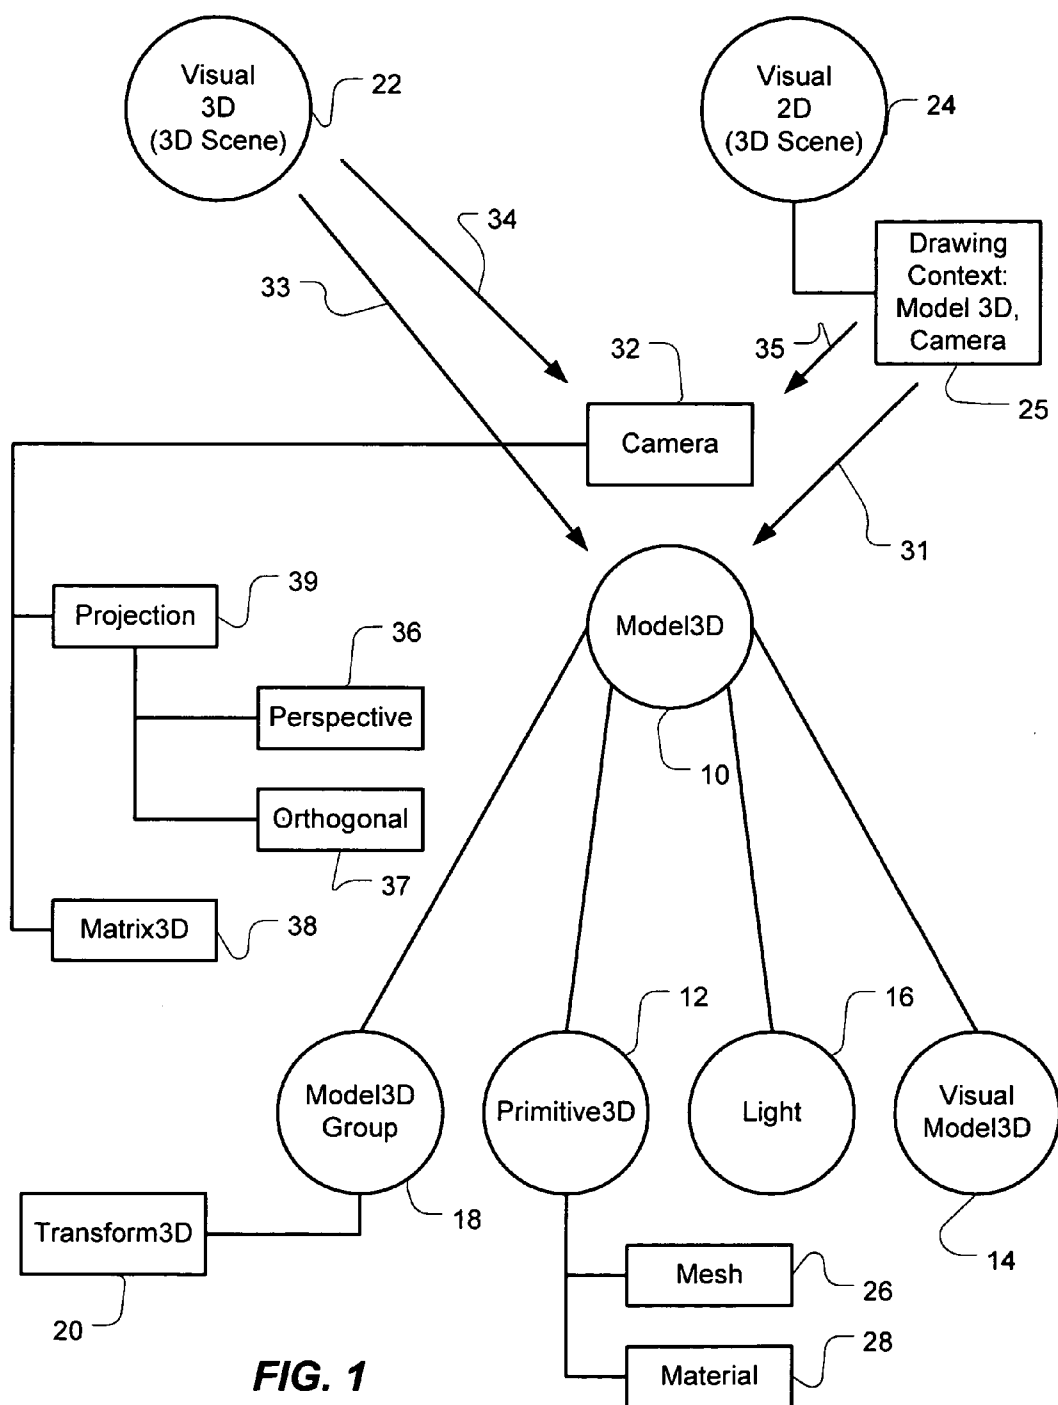 Visual
3D
(3D Scene)
22
Visual
2D
(3D Scene)
24
34
33
Drawing
Context:
Model 3D,
Camera
35
32
25
Camera
31
39
Projection
36
Model3D
Perspective
10
Orthogonal
37
Matrix3D
38
12
16
Model3D
Group
Primitive3D
Light
Visual
Model3D
18
Transform3D
14
Mesh
26
20
28
Material
FIG. 1